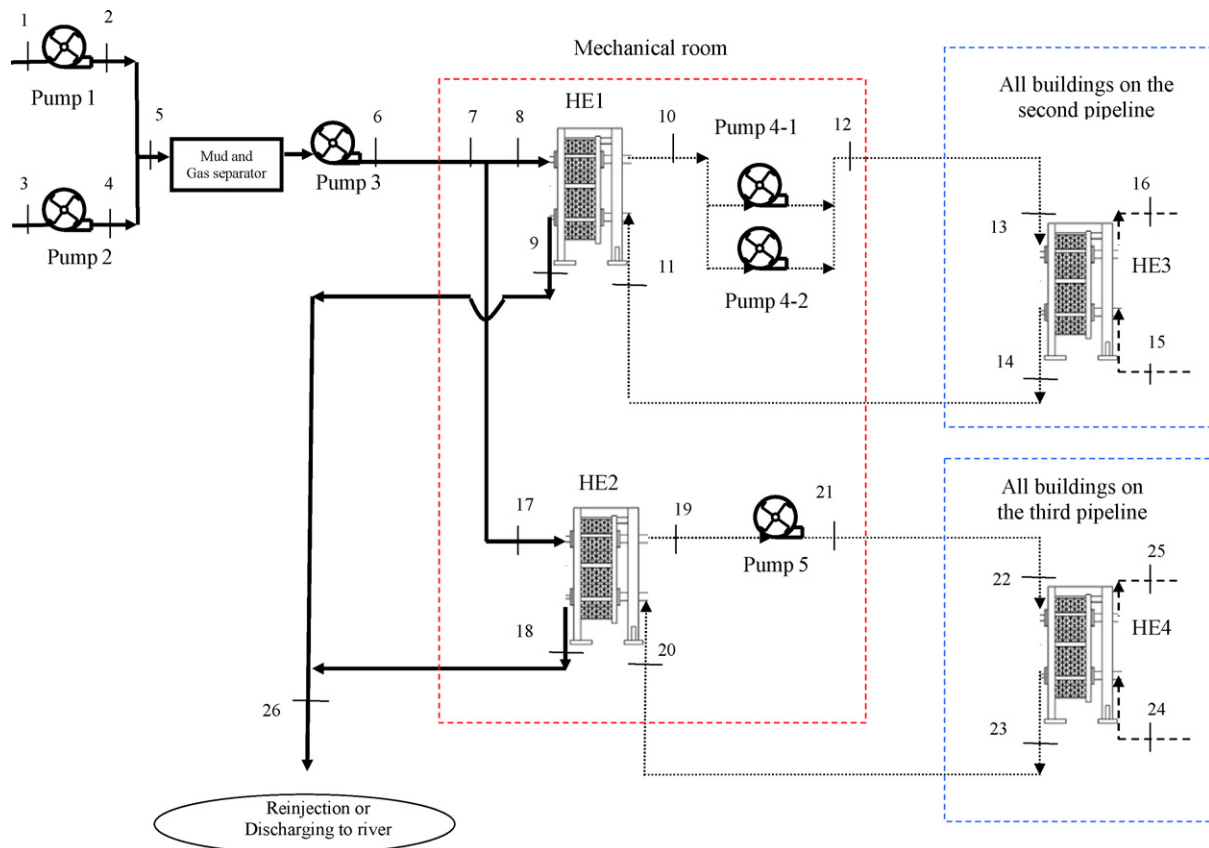 1
2
Pump 1
3
4
Pump 2
5
Mud and
Gas separator
Pump 3
6
Mechanical room
7
8
HE1
9
10
11
Pump 4-1
Pump 4-2
12
All buildings on the
second pipeline
13
14
16
HE3
15
HE2
17
18
19
20
Pump 5
21
All buildings on
the third pipeline
22
23
25
HE4
24
26
Reinjection or
Discharging to river